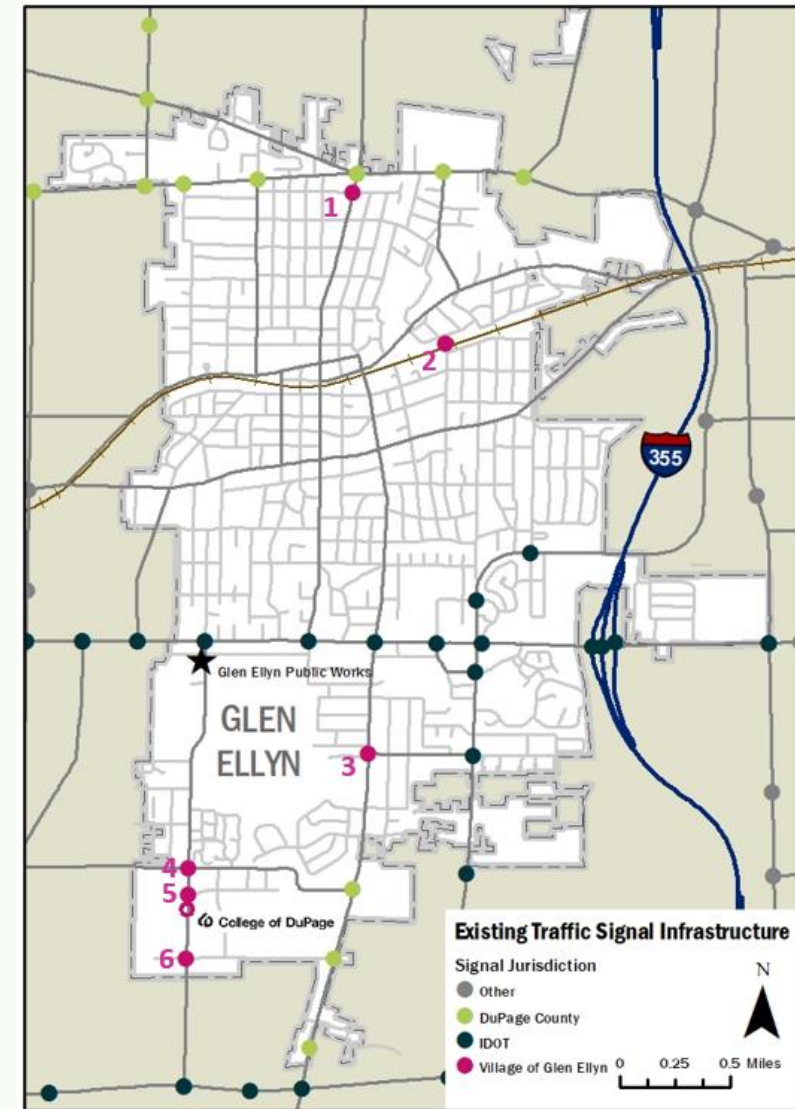 1
2
355
Glen Ellyn Public Works
GLEN
ELLYN
3
4
5
College of DuPage
6
Existing Traffic Signal Infrastructure
Signal Jurisdiction
N
Other
DuPage County
IDOT
Village of Glen Ellyn
0 0.25 0.5 Miles